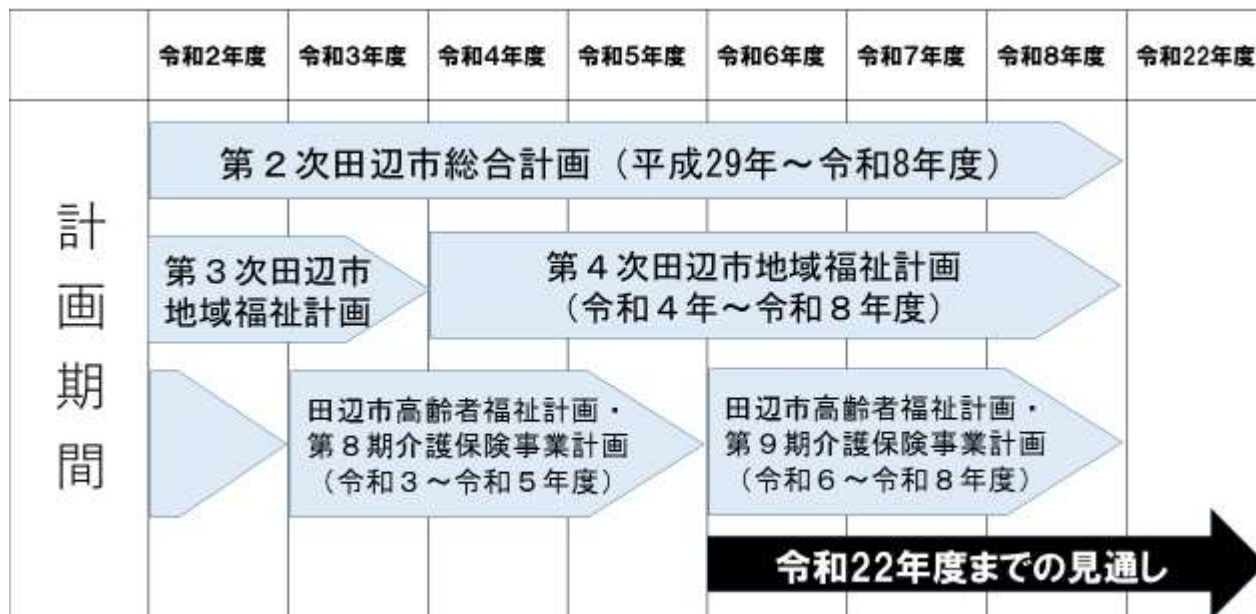 令和2年度 令和3年度 令和4年度 令和5年度 令和6年度 令和7年度 令和8年度 令和22年度
計画期間
第２次田辺市総合計画（平成29年～令和8年度）
第３次田辺市
地域福祉計画
第４次田辺市地域福祉計画
（令和４年～令和８年度）
田辺市高齢者福祉計画・
第８期介護保険事業計画
（令和３～令和５年度）
田辺市高齢者福祉計画・
第９期介護保険事業計画
（令和６～令和８年度）
令和22年度までの見通し